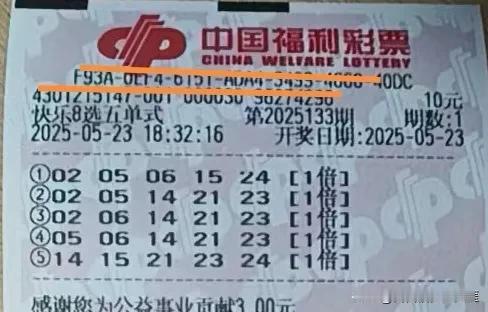 中国福利彩票
CHINA WELFARE LOTTERY
4301215147-001 000030 96274296 10元
快乐8选五单式 第2025133期 期数:1
2025-05-23 18:32:16 开奖日期:2025-05-23
①02 05 06 15 24 [1倍]
②02 05 14 21 23 [1倍]
③02 06 14 21 23 [1倍]
④05 06 14 21 23 [1倍]
⑤14 15 21 23 24 [1倍]
感谢您为公益事业贡献3.00元